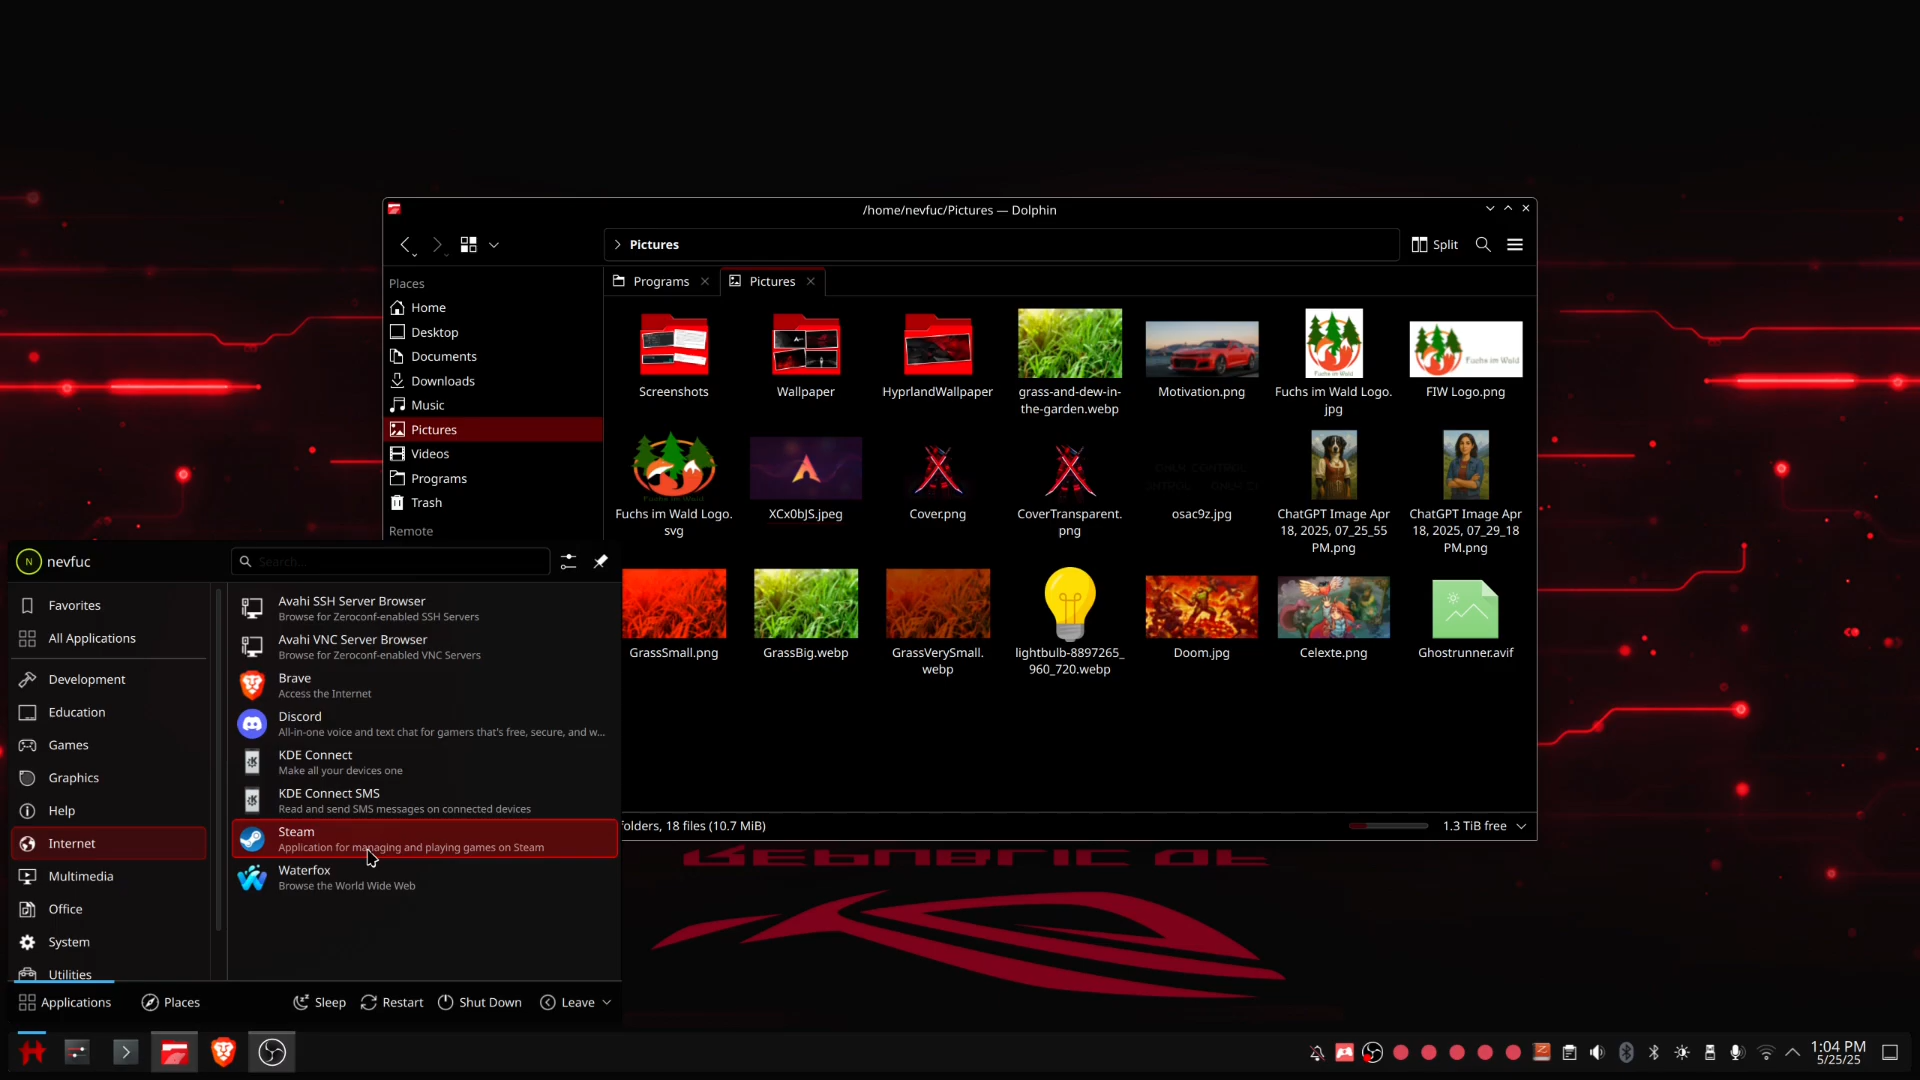 /home/nevfuc/Pictures — Dolphin
Pictures
Split
Places
Home
Desktop
Documents
Downloads
Music
Pictures
Videos
Programs
Trash
Remote
Programs
Pictures
Screenshots
Wallpaper
HyprlandWallpaper
grass-and-dew-in-
the-garden.webp
Motivation.png
Fuchs im Wald Logo.
jpg
FIW Logo.png
Fuchs im Wald
Fuchs im Wald
Fuchs im Wald
Fuchs im Wald Logo.
svg
XCx0bJS.jpeg
Cover.png
CoverTransparent.
png
osac9z.jpg
ChatGPT Image Apr
18, 2025, 07_25_55
PM.png
ChatGPT Image Apr
18, 2025, 07_29_18
PM.png
GrassSmall.png
GrassBig.webp
GrassVerySmall.
webp
lightbulb-8897265_
960_720.webp
Doom.jpg
Celexte.png
Ghostrunner.avif
olders, 18 files (10.7 MiB)
1.3 TiB free
N
nevfuc
Search...
Favorites
All Applications
Development
Education
Games
Graphics
Help
Internet
Multimedia
Office
System
Utilities
Avahi SSH Server Browser
Browse for Zeroconf-enabled SSH Servers
Avahi VNC Server Browser
Browse for Zeroconf-enabled VNC Servers
Brave
Access the Internet
Discord
All-in-one voice and text chat for gamers that's free, secure, and w...
KDE Connect
Make all your devices one
KDE Connect SMS
Read and send SMS messages on connected devices
Steam
Application for managing and playing games on Steam
Waterfox
Browse the World Wide Web
Applications
Places
Sleep
Restart
Shut Down
Leave
1:04 PM
5/25/25